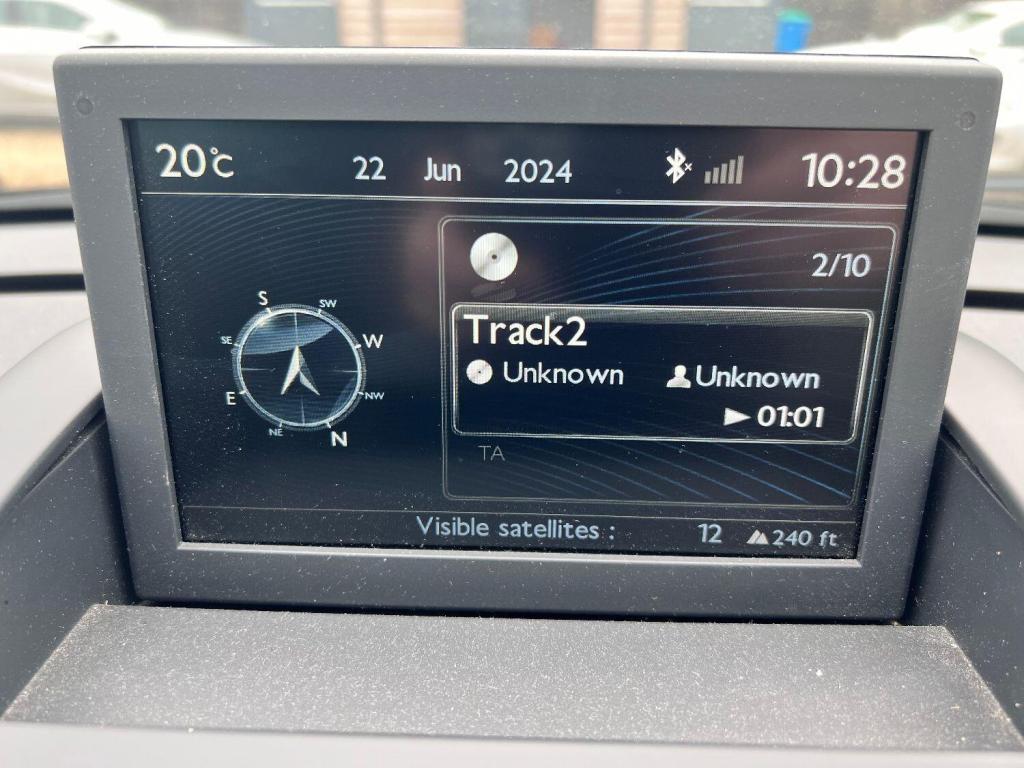 20°C 22 Jun 2024 10:28
2/10
S SW
SE W
E NW
NE N
Track2
Unknown Unknown
01:01
TA
Visible satellites : 12 240 ft